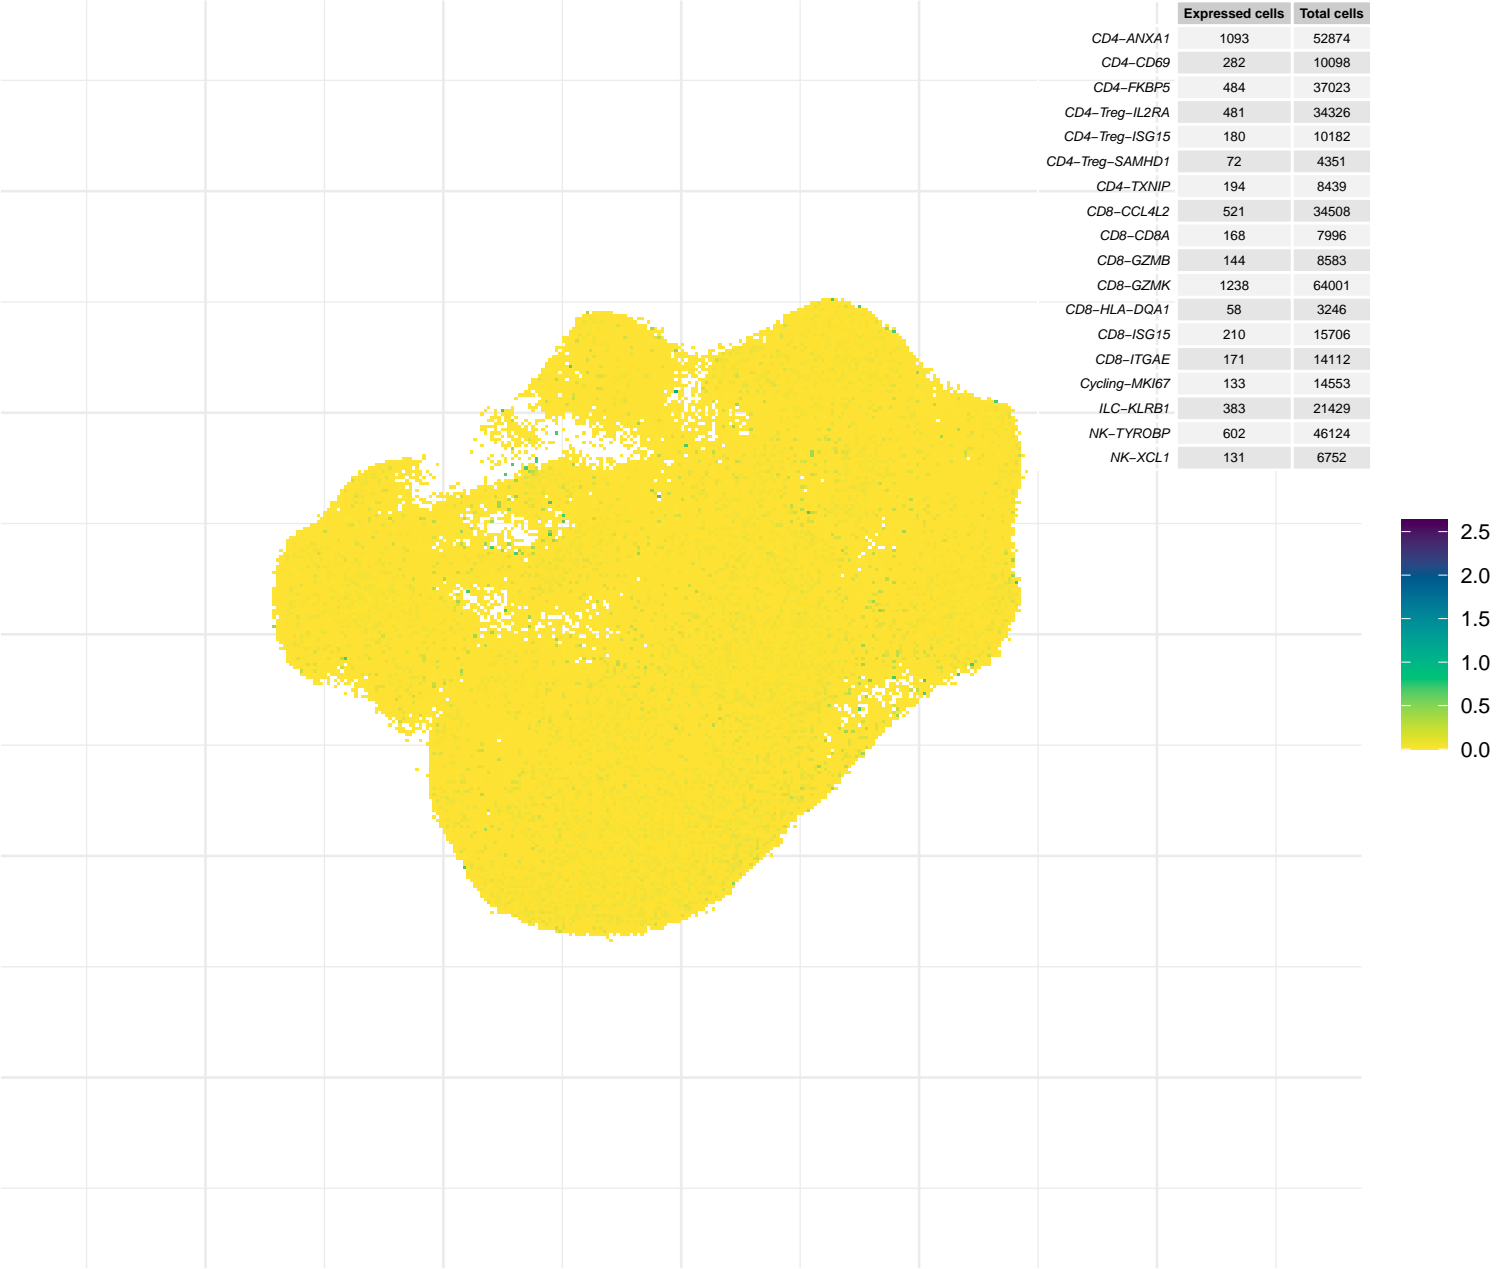 Expressed cells Total cells
CD4−ANXA1 1093 52874
CD4−CD69 282 10098
CD4−FKBP5 484 37023
CD4−Treg−IL2RA 481 34326
CD4−Treg−ISG15 180 10182
CD4−Treg−SAMHD1 72 4351
CD4−TXNIP 194 8439
CD8−CCL4L2 521 34508
CD8−CD8A 168 7996
CD8−GZMB 144 8583
CD8−GZMK 1238 64001
CD8−HLA−DQA1 58 3246
CD8−ISG15 210 15706
CD8−ITGAE 171 14112
Cycling−MKI67 133 14553
ILC−KLRB1 383 21429
NK−TYROBP 602 46124
NK−XCL1 131 6752
2.5
2.0
1.5
1.0
0.5
0.0